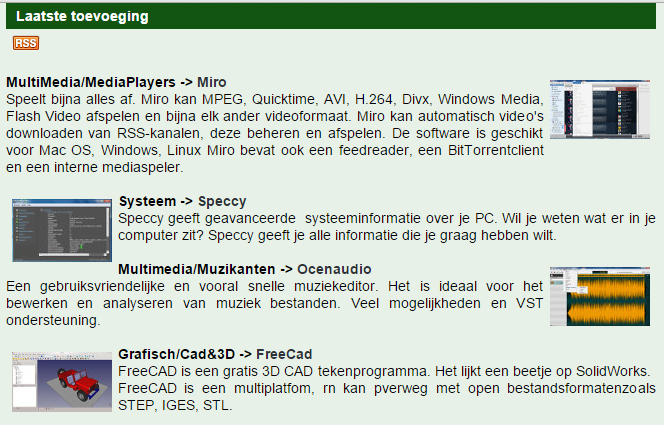 Laatste toevoeging
RSS
MultiMedia/MediaPlayers -> Miro
Speelt bijna alles af. Miro kan MPEG, Quicktime, AVI, H.264, Divx, Windows Media,
Flash Video afspelen en bijna elk ander videoformaat. Miro kan automatisch video's
downloaden van RSS-kanalen, deze beheren en afspelen. De software is geschikt
voor Mac OS, Windows, Linux Miro bevat ook een feedreader, een BitTorrentclient
en een interne mediaspeler.
Systeem -> Speccy
Speccy geeft geavanceerde systeeminformatie over je PC. Wil je weten wat er in je
computer zit? Speccy geeft je alle informatie die je graag hebben wilt.
Multimedia/Muzikanten -> Ocenaudio
Een gebruiksvriendelijke en vooral snelle muziekeditor. Het is ideaal voor het
bewerken en analyseren van muziek bestanden. Veel mogelijkheden en VST
ondersteuning.
Grafisch/Cad&3D -> FreeCad
FreeCAD is een gratis 3D CAD tekenprogramma. Het lijkt een beetje op SolidWorks.
FreeCAD is een multiplatfom, rn kan pverweg met open bestandsformatenzoals
STEP, IGES, STL.